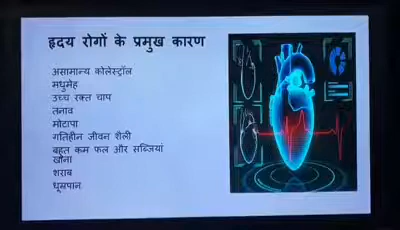 हृदय रोगों के प्रमुख कारण
असामान्य कोलेस्ट्रॉल
मधुमेह
उच्च रक्त चाप
तनाव
मोटापा
गतिहीन जीवन शैली
बहुत कम फल और सब्जियां
खाना
शराब
धूम्रपान